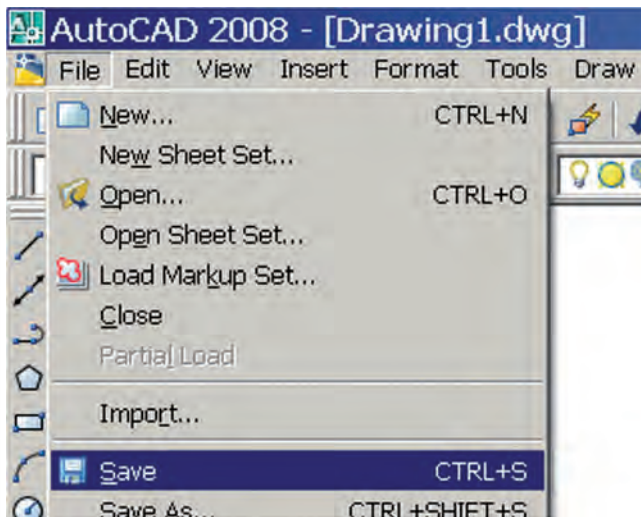 AutoCAD 2008 - [Drawing1.dwg]
File Edit View Insert Format Tools Draw
New... CTRL+N
New Sheet Set...
Open... CTRL+O
Open Sheet Set...
Load Markup Set...
Close
Partial Load
Import...
Save CTRL+S
Save As... CTRL+SHIFT+S